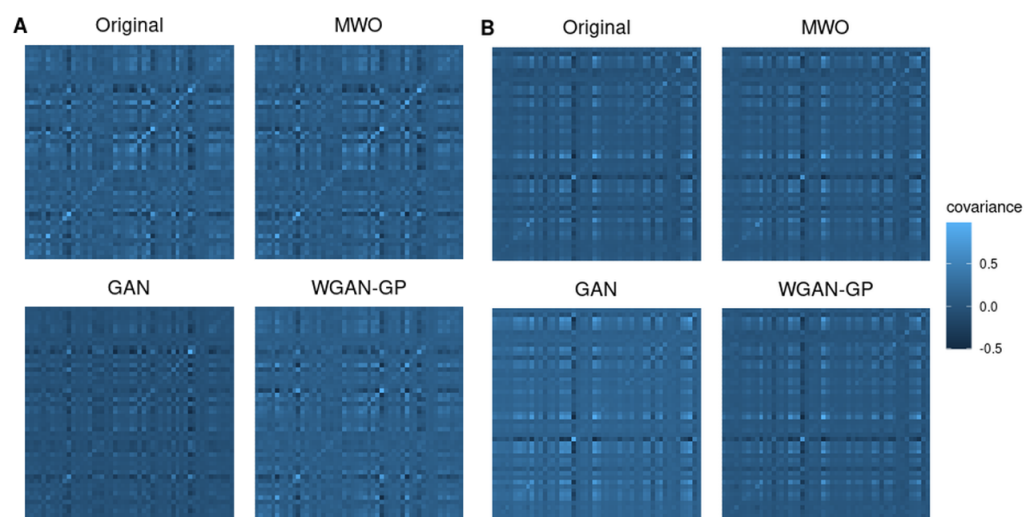 A
Original
MWO
B
Original
MWO
GAN
WGAN-GP
GAN
WGAN-GP
covariance
0.5
0.0
-0.5